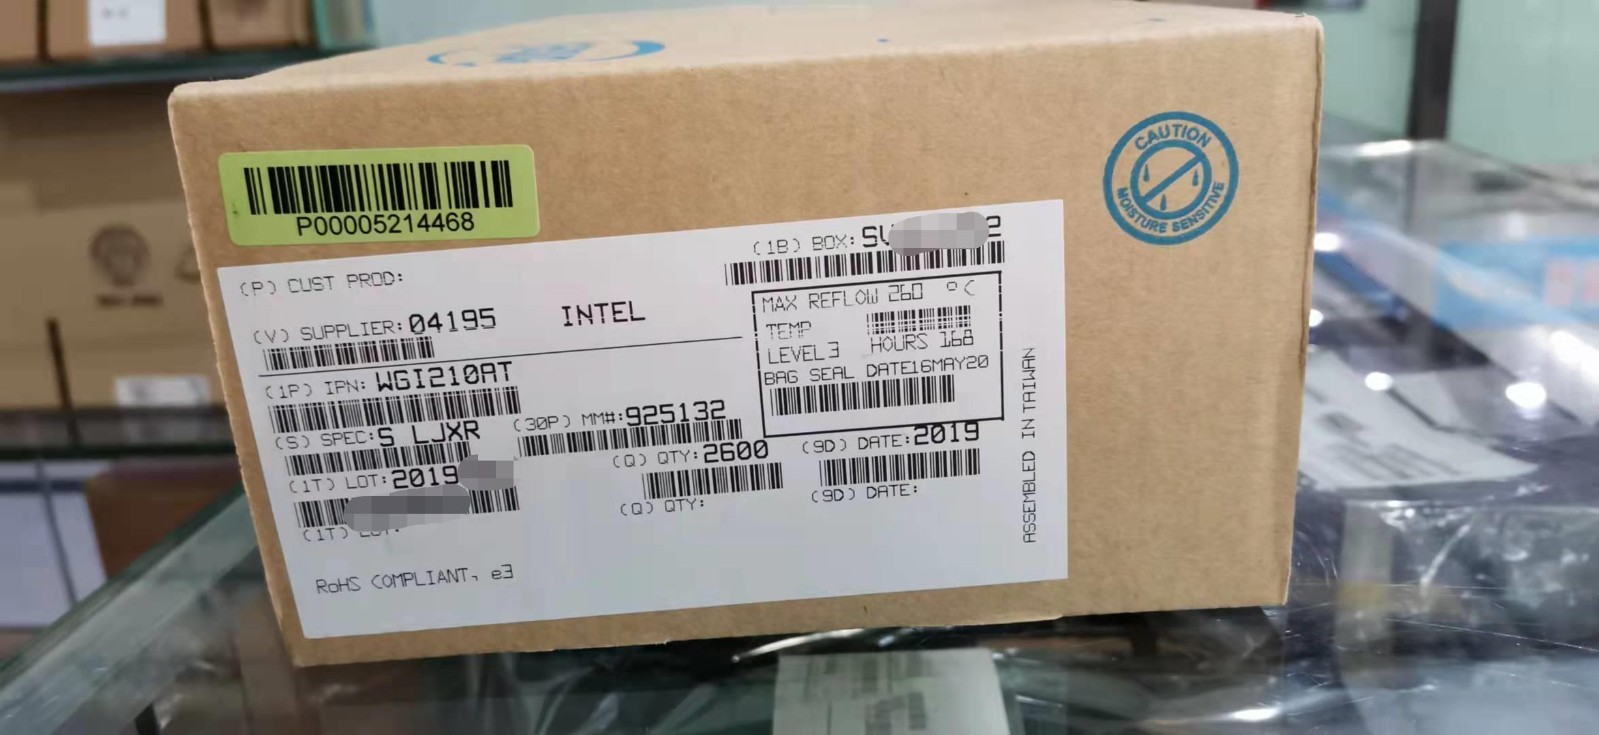 P00005214468
CAUTION
MOISTURE SENSITIVE
(P) CUST PROD:
(1B) BOX:
(V) SUPPLIER: 04195 INTEL
MAX REFLOW 260 °C
TEMP
LEVEL3 HOURS 168
BAG SEAL DATE16MAY20
(1P) IPN: WGI210AT
(30P) MM#:925132
(S) SPEC:S LJXR
(Q) QTY:2600
(9D) DATE:2019
(1T) LOT:2019
(Q) QTY:
(9D) DATE:
(1T)
ROHS COMPLIANT, e3
ASSEMBLED IN TAIWAN